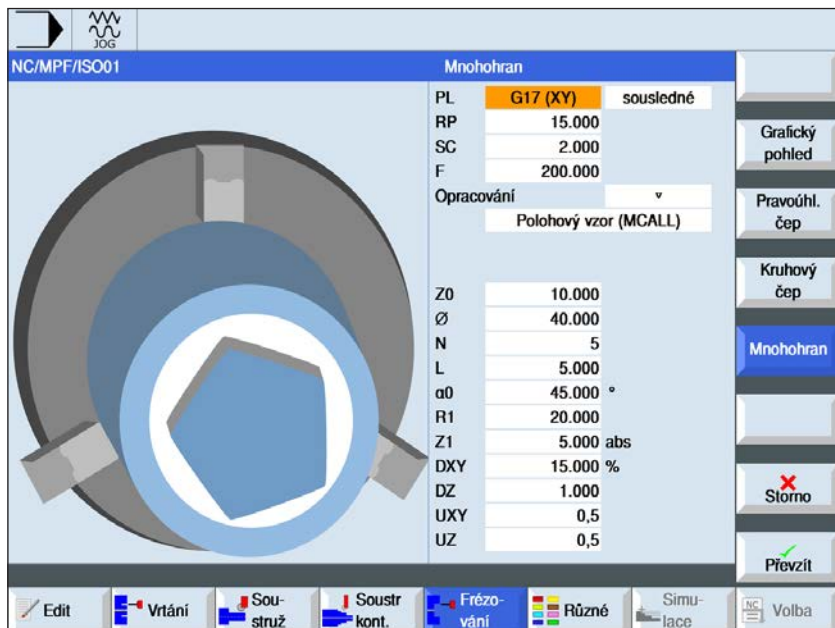 JOG
NC/MPF/ISO01
Mnohohran
PL G17 (XY) sousledné
RP 15.000
SC 2.000
F 200.000
Opracování ▿
Polohový vzor (MCALL)
Z0 10.000
Ø 40.000
N 5
L 5.000
α0 45.000 °
R1 20.000
Z1 5.000 abs
DXY 15.000 %
DZ 1.000
UXY 0,5
UZ 0,5
Grafický
pohled
Pravoúhl.
čep
Kruhový
čep
Mnohohran
Storno
Převzít
Edit
Vrtání
Sou-
struž
Soustr
kont.
Frézo-
vání
Různé
Simu-
lace
NC
Volba